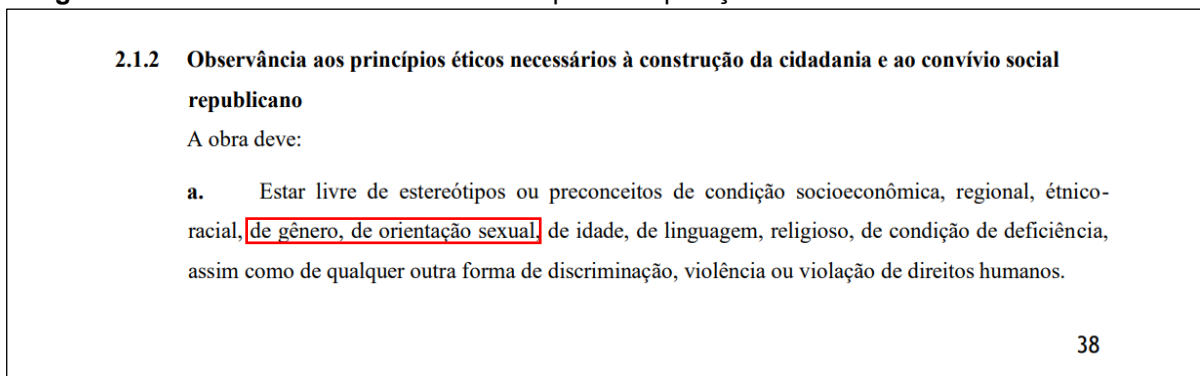 2.1.2 Observância aos princípios éticos necessários à construção da cidadania e ao convívio social
republicano
A obra deve:
a. Estar livre de estereótipos ou preconceitos de condição socioeconômica, regional, étnico-
racial, de gênero, de orientação sexual, de idade, de linguagem, religioso, de condição de deficiência,
assim como de qualquer outra forma de discriminação, violência ou violação de direitos humanos.
38